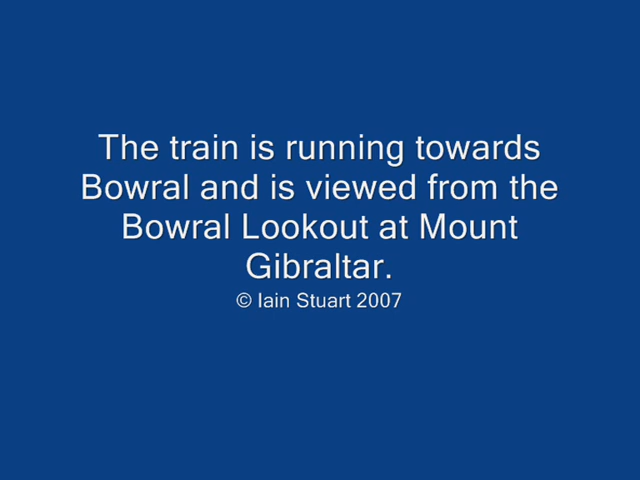 The train is running towards
Bowral and is viewed from the
Bowral Lookout at Mount
Gibraltar.
© Iain Stuart 2007